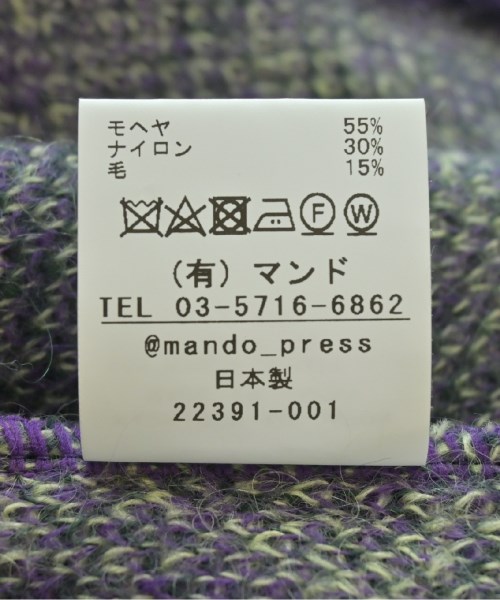 モヘヤ 55%
ナイロン 30%
毛 15%
F W
(有) マンド
TEL 03-5716-6862
@mando_press
日本製
22391-001